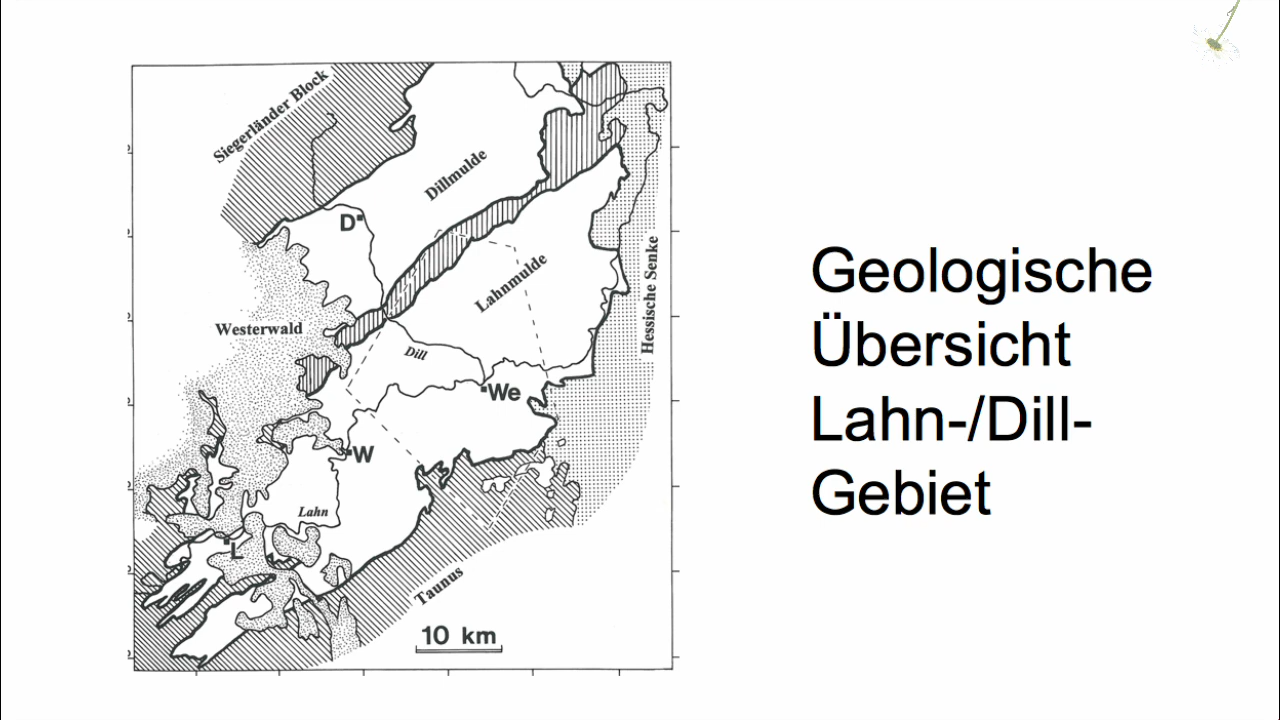 Siegerländer Block
Dillmulde
D
Lahnmulde
Hessische Senke
Westerwald
Dill
We
W
Lahn
L
Taunus
10 km
Geologische
Übersicht
Lahn-/Dill-
Gebiet